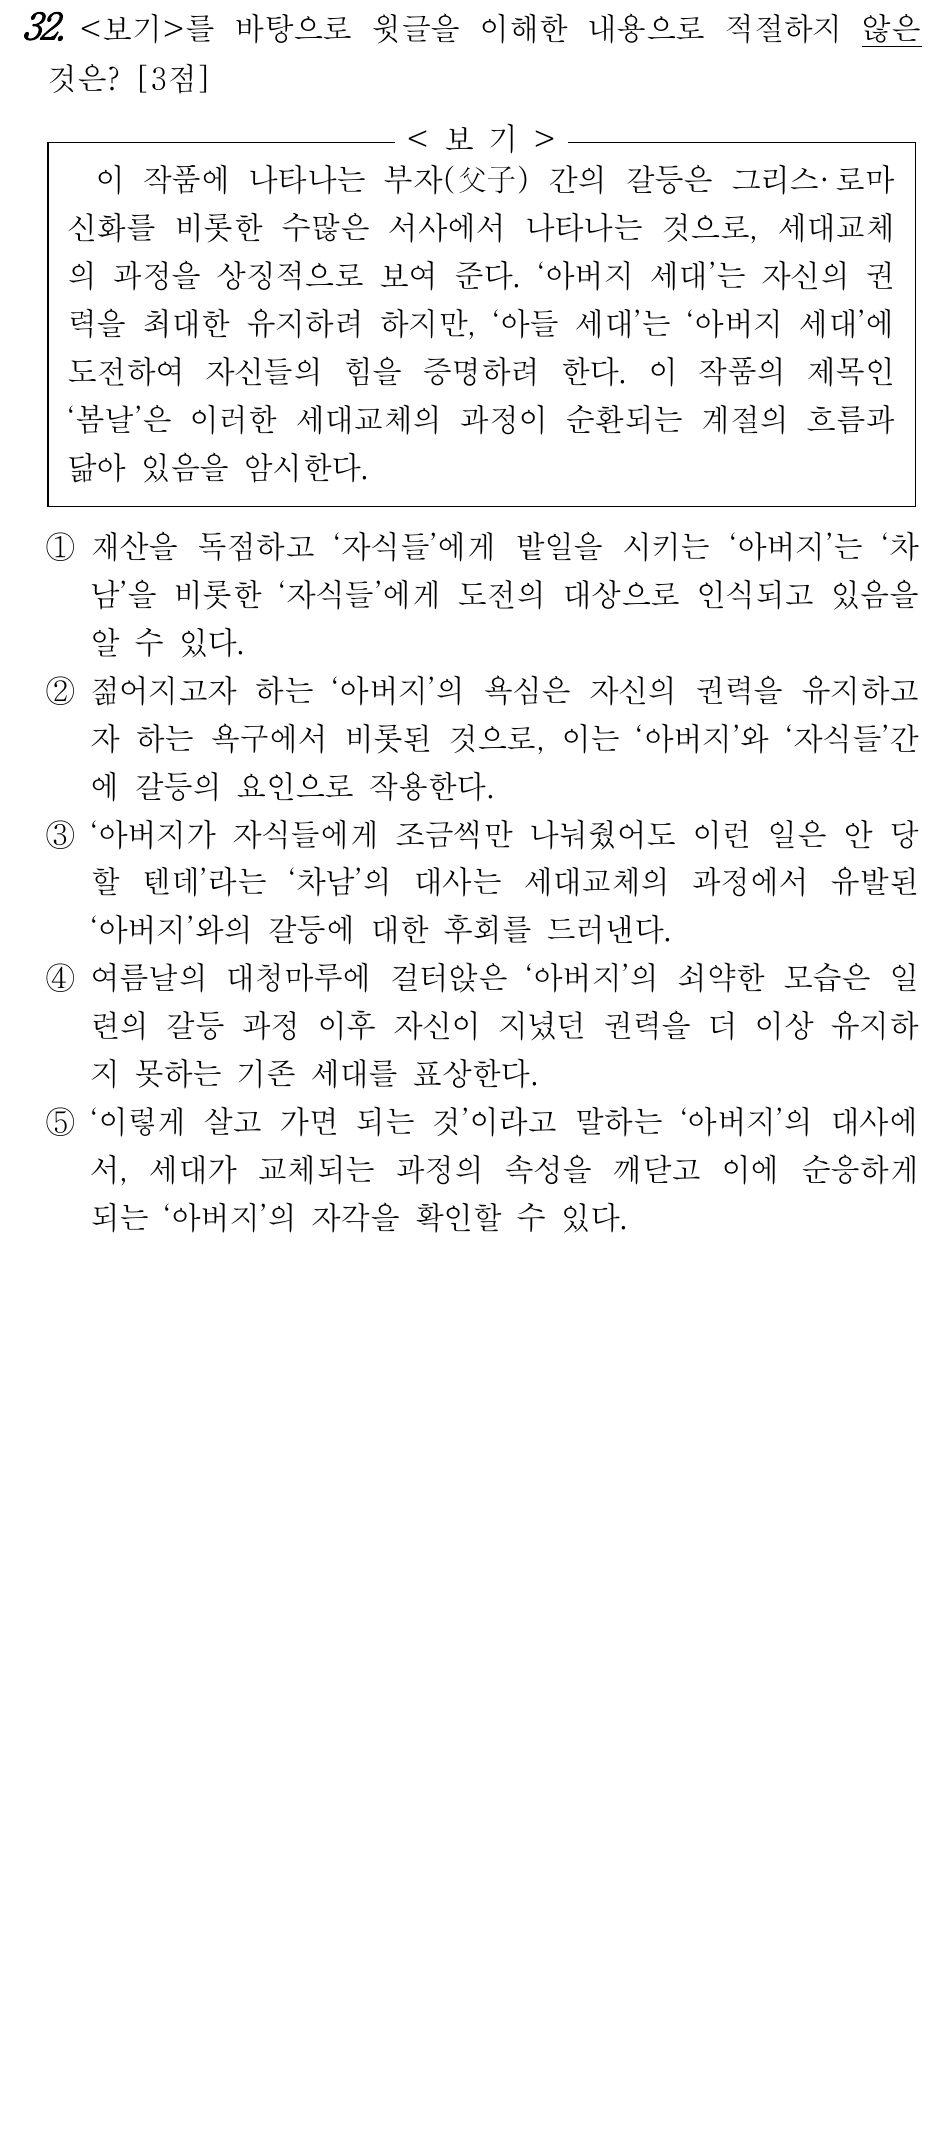 32. <보기>를 바탕으로 윗글을 이해한 내용으로 적절하지 않은
것은? [3점]
< 보 기 >
이 작품에 나타나는 부자(父子) 간의 갈등은 그리스·로마
신화를 비롯한 수많은 서사에서 나타나는 것으로, 세대교체
의 과정을 상징적으로 보여 준다. ‘아버지 세대’는 자신의 권
력을 최대한 유지하려 하지만, ‘아들 세대’는 ‘아버지 세대’에
도전하여 자신들의 힘을 증명하려 한다. 이 작품의 제목인
‘봄날’은 이러한 세대교체의 과정이 순환되는 계절의 흐름과
닮아 있음을 암시한다.
① 재산을 독점하고 ‘자식들’에게 밭일을 시키는 ‘아버지’는 ‘차
남’을 비롯한 ‘자식들’에게 도전의 대상으로 인식되고 있음을
알 수 있다.
② 젊어지고자 하는 ‘아버지’의 욕심은 자신의 권력을 유지하고
자 하는 욕구에서 비롯된 것으로, 이는 ‘아버지’와 ‘자식들’간
에 갈등의 요인으로 작용한다.
③ ‘아버지가 자식들에게 조금씩만 나눠줬어도 이런 일은 안 당
할 텐데’라는 ‘차남’의 대사는 세대교체의 과정에서 유발된
‘아버지’와의 갈등에 대한 후회를 드러낸다.
④ 여름날의 대청마루에 걸터앉은 ‘아버지’의 쇠약한 모습은 일
련의 갈등 과정 이후 자신이 지녔던 권력을 더 이상 유지하
지 못하는 기존 세대를 표상한다.
⑤ ‘이렇게 살고 가면 되는 것’이라고 말하는 ‘아버지’의 대사에
서, 세대가 교체되는 과정의 속성을 깨닫고 이에 순응하게
되는 ‘아버지’의 자각을 확인할 수 있다.